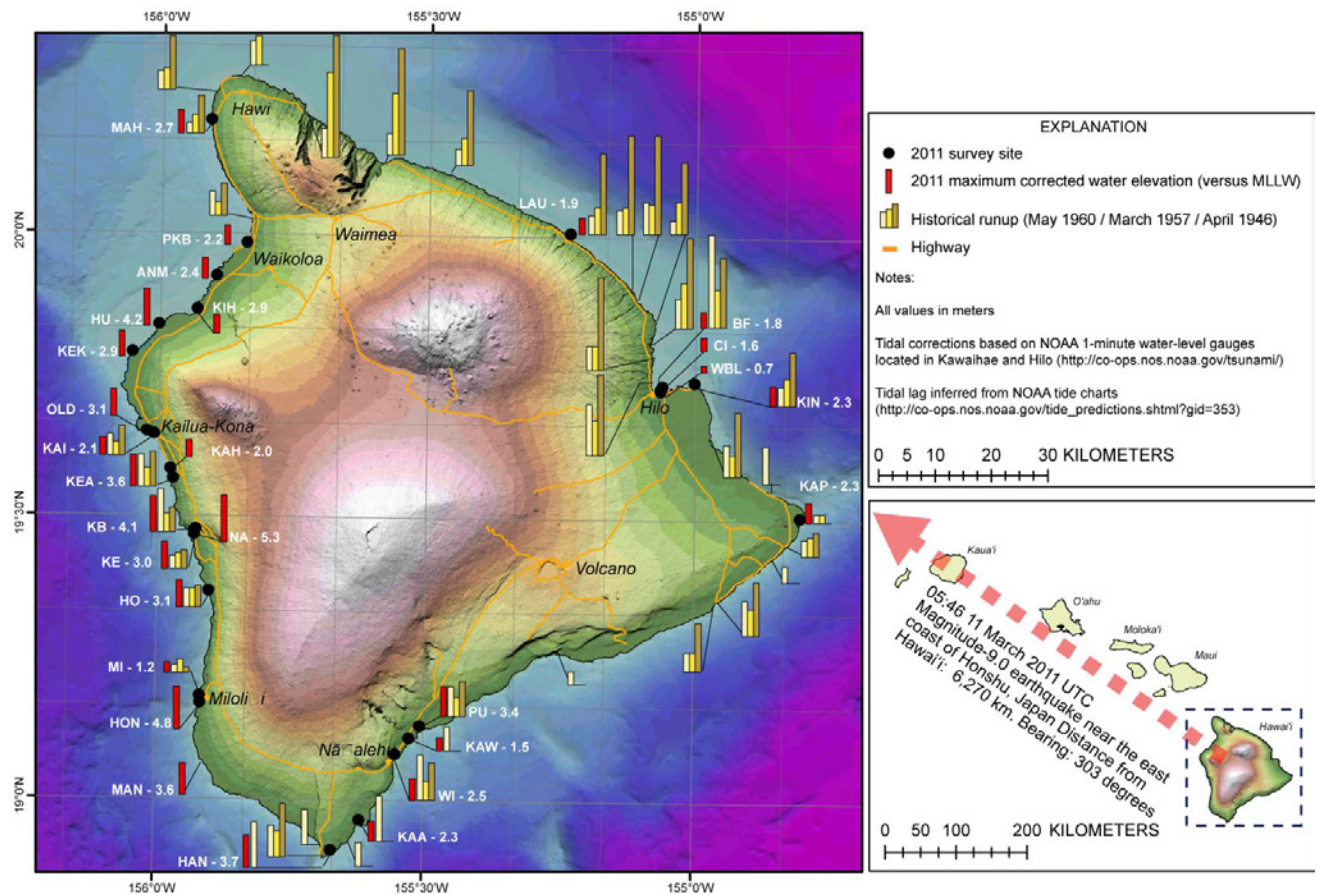 156°0'W 155°30'W 155°0'W
Hawi
MAH - 2.7
LAU - 1.9
20°0'N
PKB - 2.2
Waimea
ANM - 2.4
Waikoloa
KIH - 2.9
HU - 4.2
KEK - 2.9
BF - 1.8
CI - 1.6
WBL - 0.7
KIN - 2.3
Hilo
OLD - 3.1
Kailua-Kona
KAI - 2.1
KAH - 2.0
KEA - 3.6
KAP - 2.3
19°30'N
KB - 4.1
NA - 5.3
KE - 3.0
Volcano
HO - 3.1
MI - 1.2
Miloli i
HON - 4.8
PU - 3.4
KAW - 1.5
Nā alehu
MAN - 3.6
WI - 2.5
19°0'N
KAA - 2.3
HAN - 3.7
156°0'W 155°30'W 155°0'W
EXPLANATION
2011 survey site
2011 maximum corrected water elevation (versus MLLW)
Historical runup (May 1960 / March 1957 / April 1946)
Highway
Notes:
All values in meters
Tidal corrections based on NOAA 1-minute water-level gauges
located in Kawaihae and Hilo (http://co-ops.nos.noaa.gov/tsunami/)
Tidal lag inferred from NOAA tide charts
(http://co-ops.nos.noaa.gov/tide_predictions.shtml?gid=353)
0 5 10 20 30 KILOMETERS
Kaua'i
O'ahu
Moloka'i
Maui
Hawai'i
05:46 11 March 2011 UTC
Magnitude-9.0 earthquake near the east
coast of Honshu, Japan Distance from
Hawai'i: 6,270 km. Bearing: 303 degrees
0 50 100 200 KILOMETERS